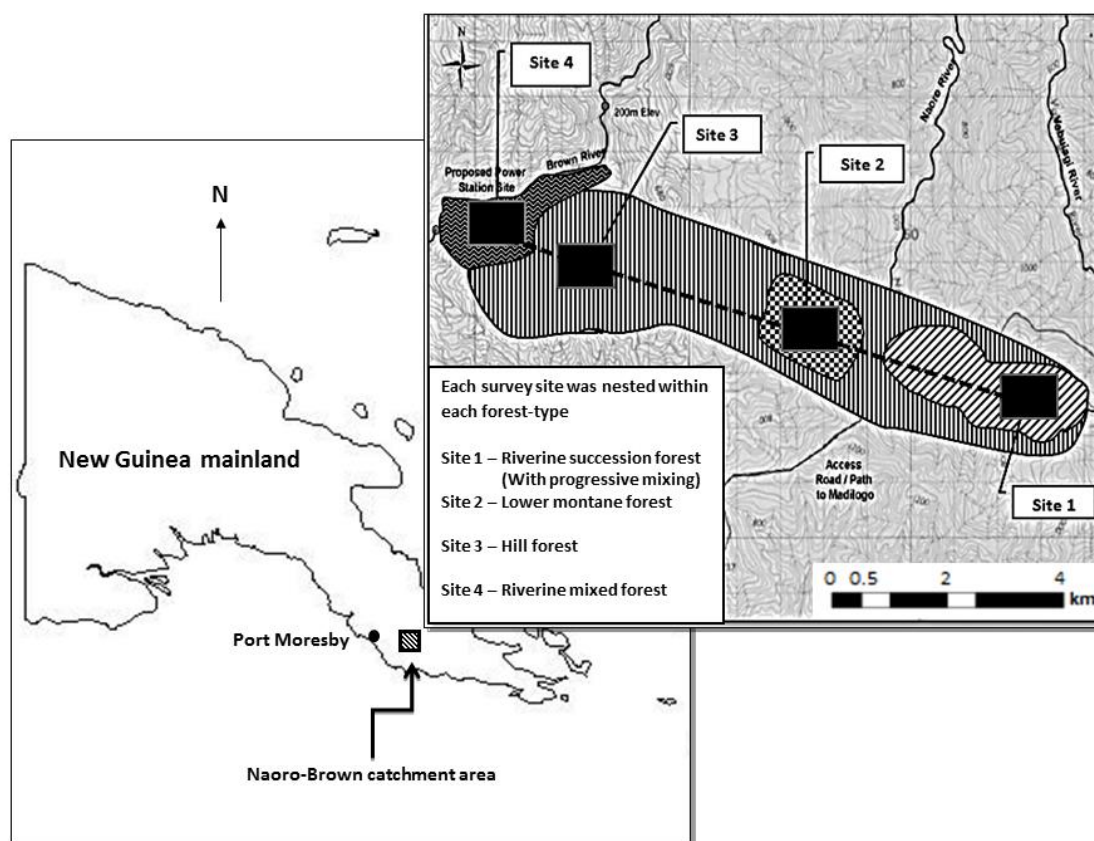 N
Site 4
Site 3
200m Elev
Brown River
Proposed Power
Station Site
Site 2
Naoro River
Vabulagi River
N
New Guinea mainland
Each survey site was nested within
each forest-type
Site 1 – Riverine succession forest
(With progressive mixing)
Site 2 – Lower montane forest
Site 3 – Hill forest
Site 4 – Riverine mixed forest
Access
Road / Path
to Madilogo
Site 1
0 0.5 2 4
km
Port Moresby
Naoro-Brown catchment area